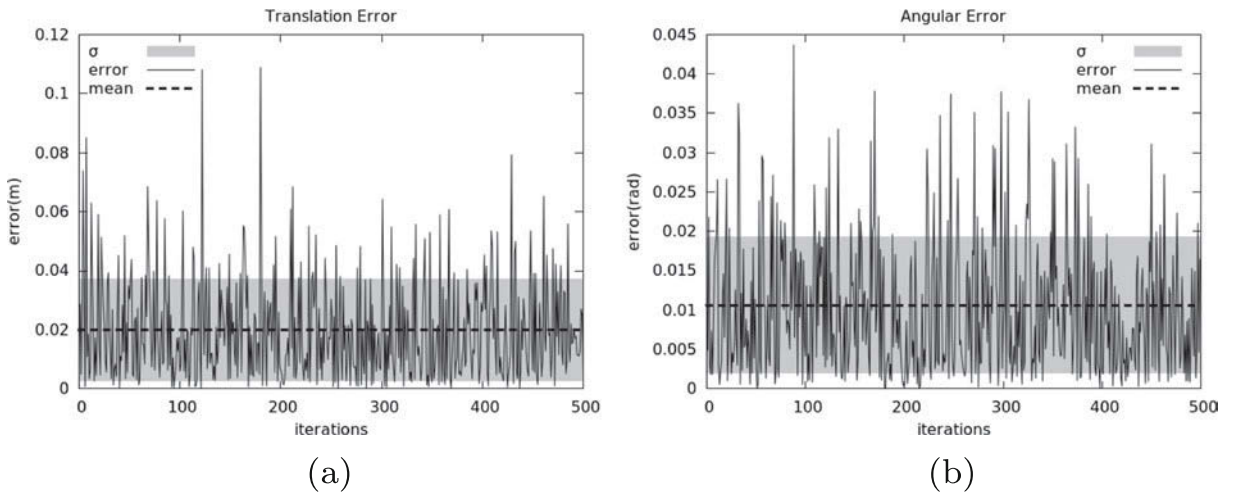 Translation Error
0.12
0.1
0.08
0.06
0.04
0.02
0
error(m)
σ
error
mean
0 100 200 300 400 500
iterations
(a)
Angular Error
0.045
0.04
0.035
0.03
0.025
0.02
0.015
0.01
0.005
0
error(rad)
σ
error
mean
0 100 200 300 400 500
iterations
(b)